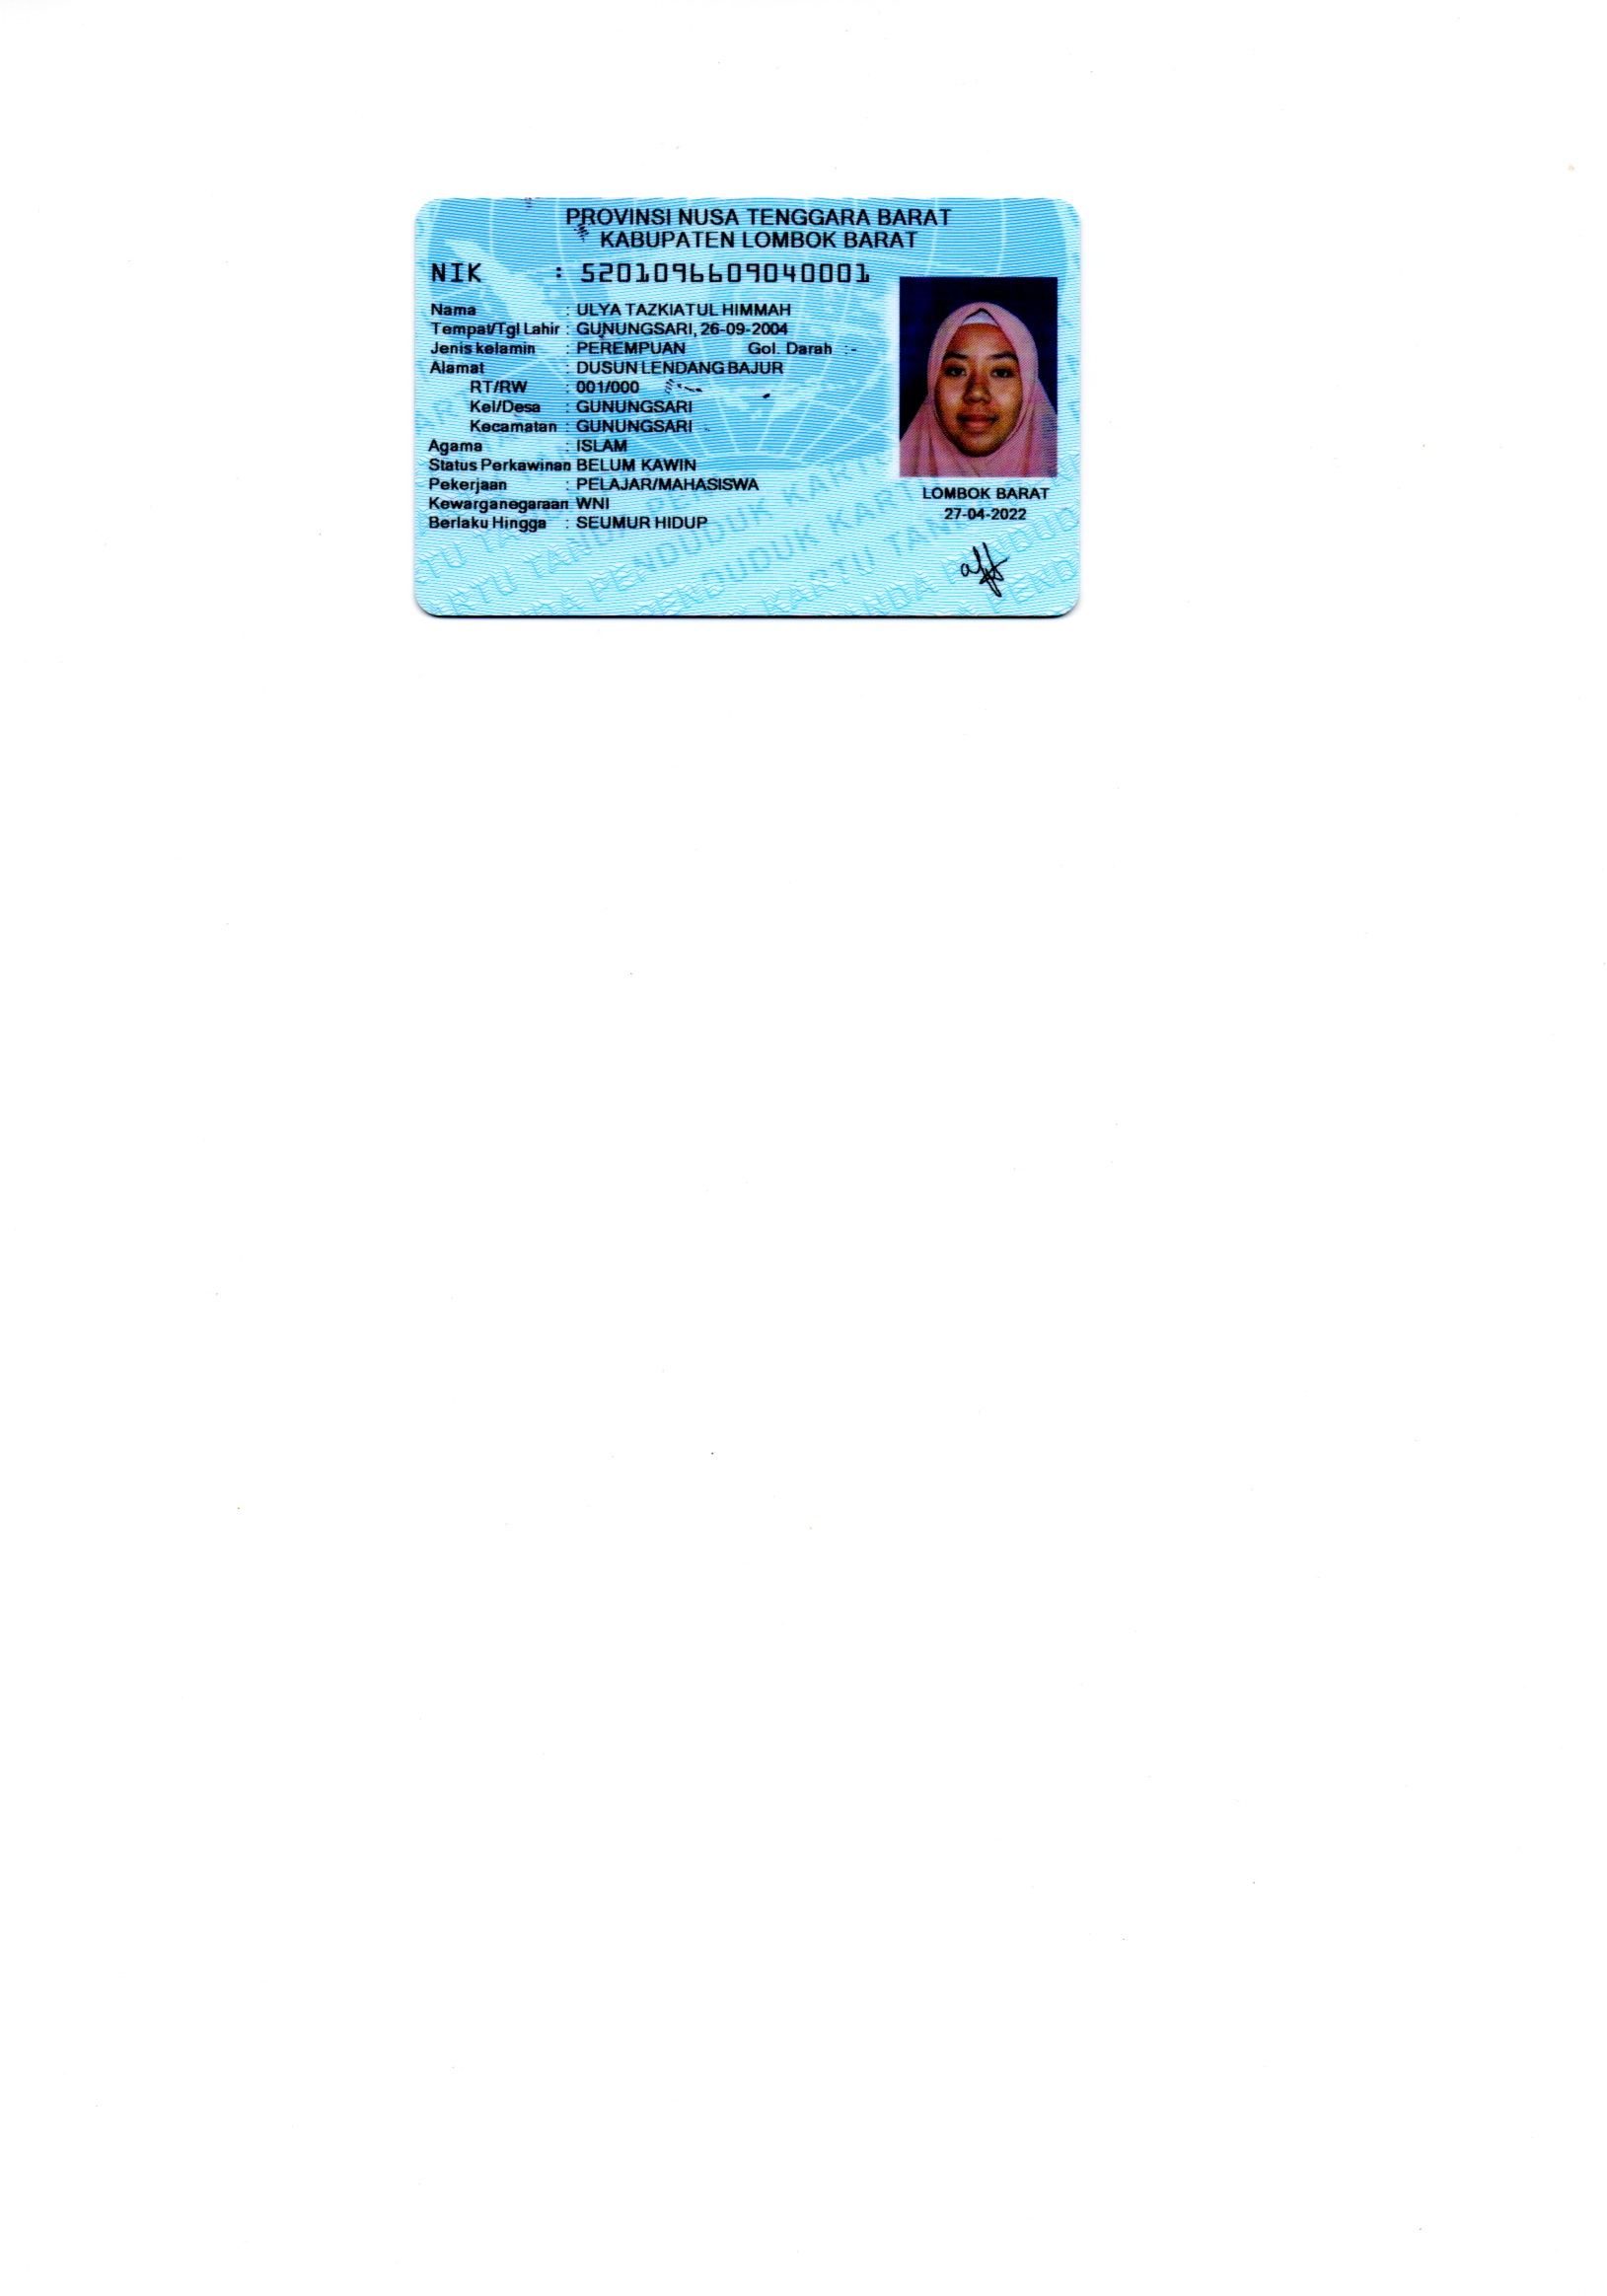 PROVINSI NUSA TENGGARA BARAT
KABUPATEN LOMBOK BARAT
NIK : 5201096609040001
Nama : ULYA TAZKIATUL HIMMAH
Tempat/Tgl Lahir : GUNUNGSARI, 26-09-2004
Jenis kelamin : PEREMPUAN Gol. Darah :-
Alamat : DUSUN LENDANG BAJUR
RT/RW : 001/000
Kel/Desa : GUNUNGSARI
Kecamatan : GUNUNGSARI
Agama : ISLAM
Status Perkawinan BELUM KAWIN
Pekerjaan : PELAJAR/MAHASISWA
Kewarganegaraan WNI
Berlaku Hingga : SEUMUR HIDUP
LOMBOK BARAT
27-04-2022